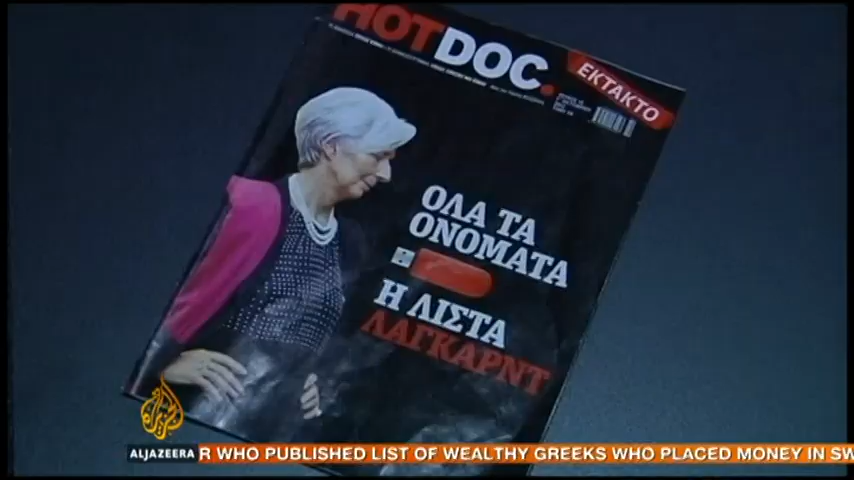 HOT DOC.
ΕΚΤΑΚΤΟ
ΟΛΑ ΤΑ
ΟΝΟΜΑΤΑ
Η ΛΙΣΤΑ
ΛΑΓΚΑΡΝΤ
ALJAZEERA
R WHO PUBLISHED LIST OF WEALTHY GREEKS WHO PLACED MONEY IN SW